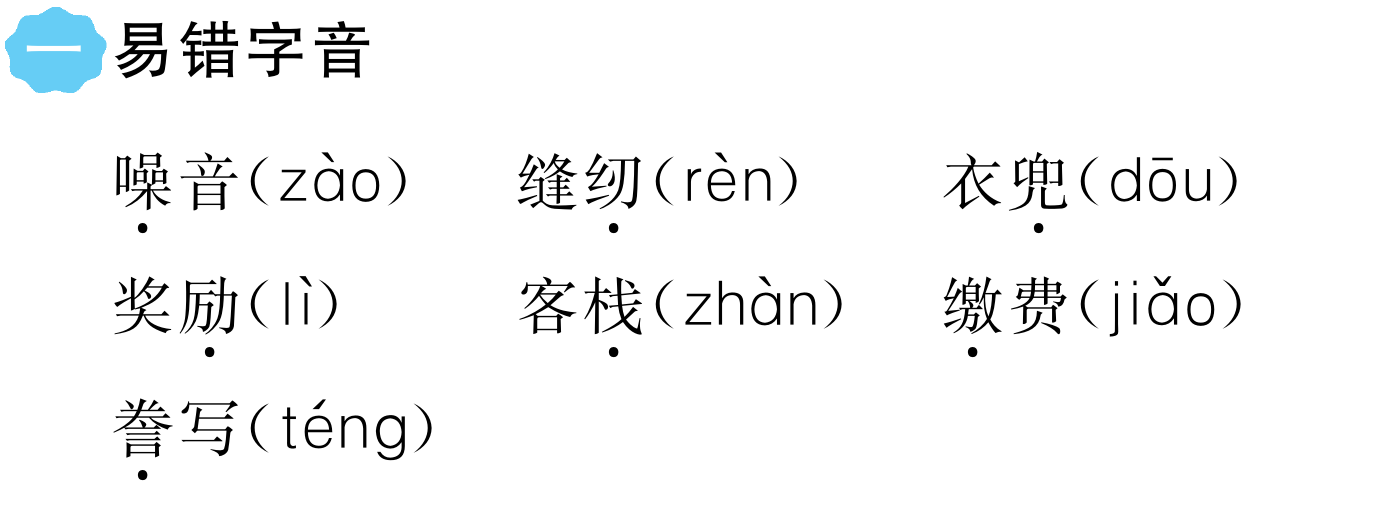 一 易错字音
噪音(zào) 缝纫(rèn) 衣兜(dōu)
奖励(lì) 客栈(zhàn) 缴费(jiǎo)
誊写(téng)